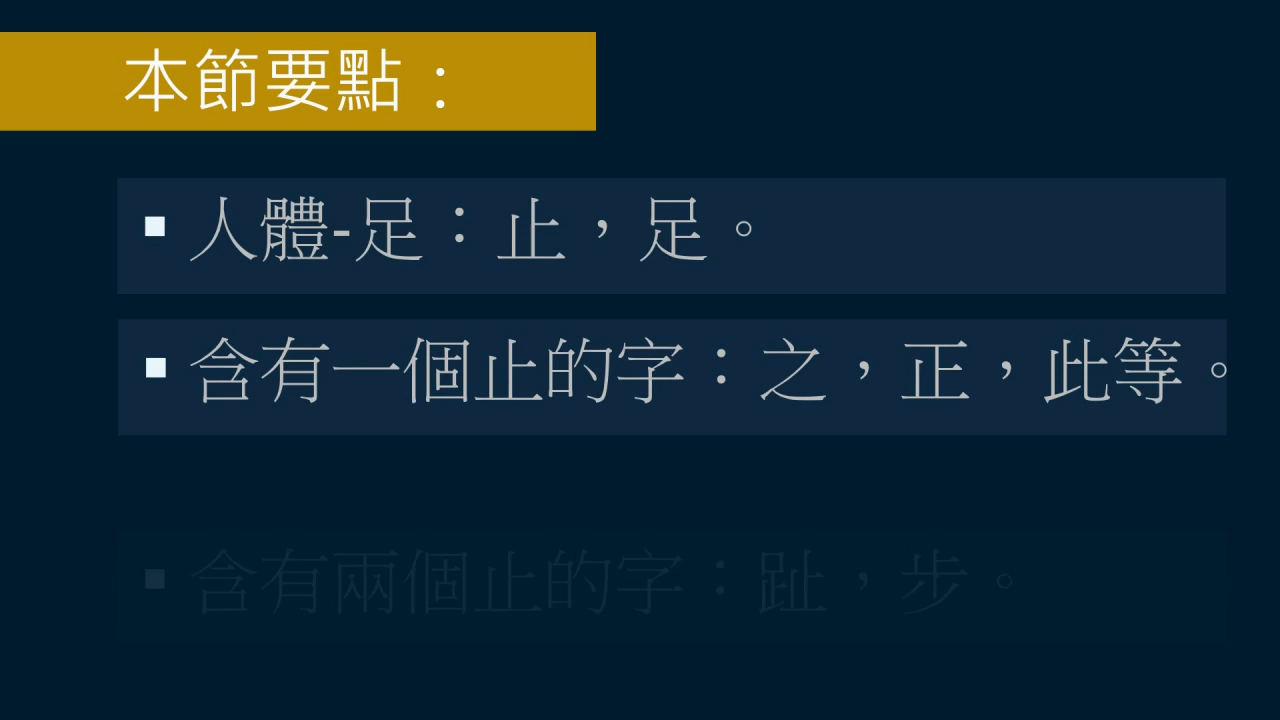 本節要點：
▪ 人體-足：止，足。
▪ 含有一個止的字：之，正，此等。
▪ 含有兩個止的字：趾，步。